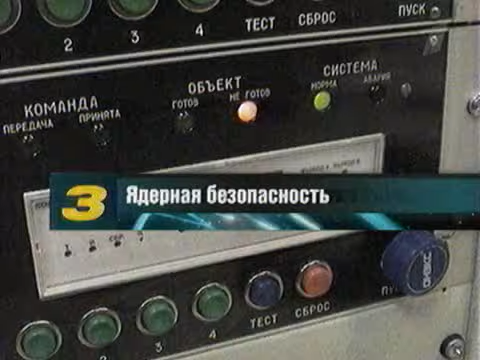 2 3 4 ТЕСТ СБРОС ПУСК
ОБЪЕКТ СИСТЕМА
КОМАНДА ГОТОВ НЕ ГОТОВ НОРМА АВАРИЯ
ПЕРЕДАЧА ПРИНЯТА
3 Ядерная безопасность
2 3 4 ТЕСТ СБРОС